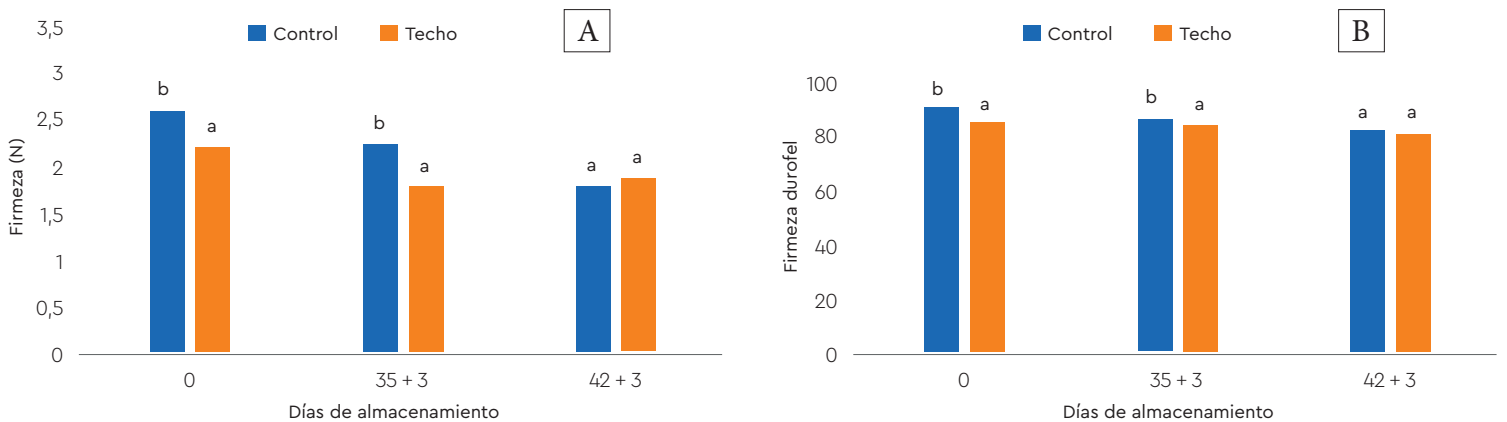 Control Techo A
Firmeza (N)
3,5
3
2,5
2
1,5
1
0,5
0
b a b a a a
0 35 + 3 42 + 3
Días de almacenamiento
Control Techo B
Firmeza durofel
100
80
60
40
20
0
b a b a a a
0 35 + 3 42 + 3
Días de almacenamiento